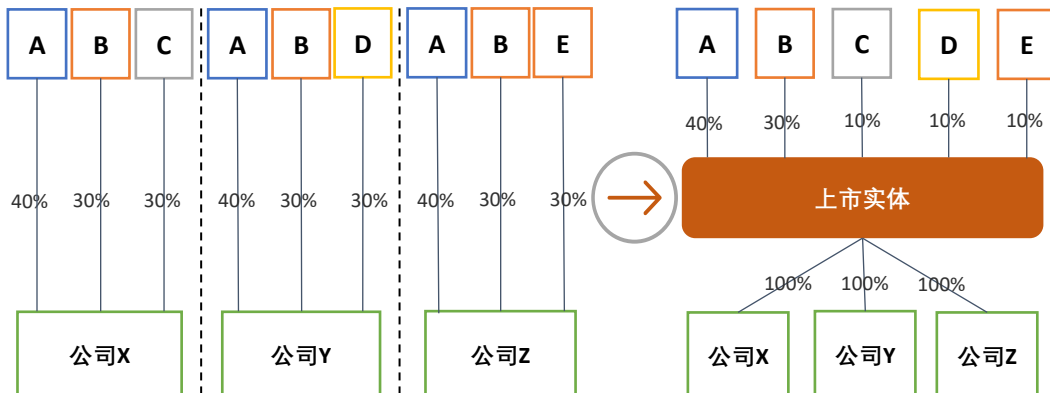 A B C A B D A B E A B C D E
40% 30% 10% 10% 10%
40% 30% 30% 40% 30% 30% 40% 30% 30%
上市实体
100% 100% 100%
公司X 公司Y 公司Z 公司X 公司Y 公司Z